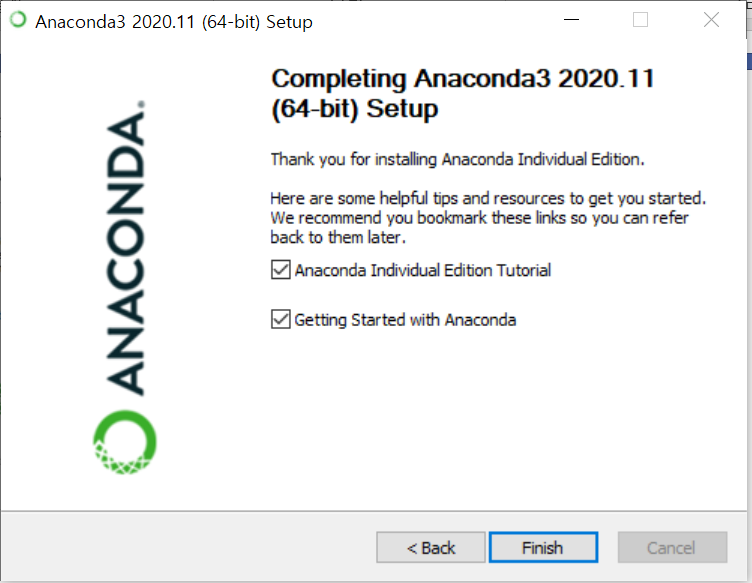 Anaconda3 2020.11 (64-bit) Setup
Completing Anaconda3 2020.11
(64-bit) Setup
Thank you for installing Anaconda Individual Edition.
Here are some helpful tips and resources to get you started.
We recommend you bookmark these links so you can refer
back to them later.
Anaconda Individual Edition Tutorial
Getting Started with Anaconda
ANACONDA.
< Back
Finish
Cancel